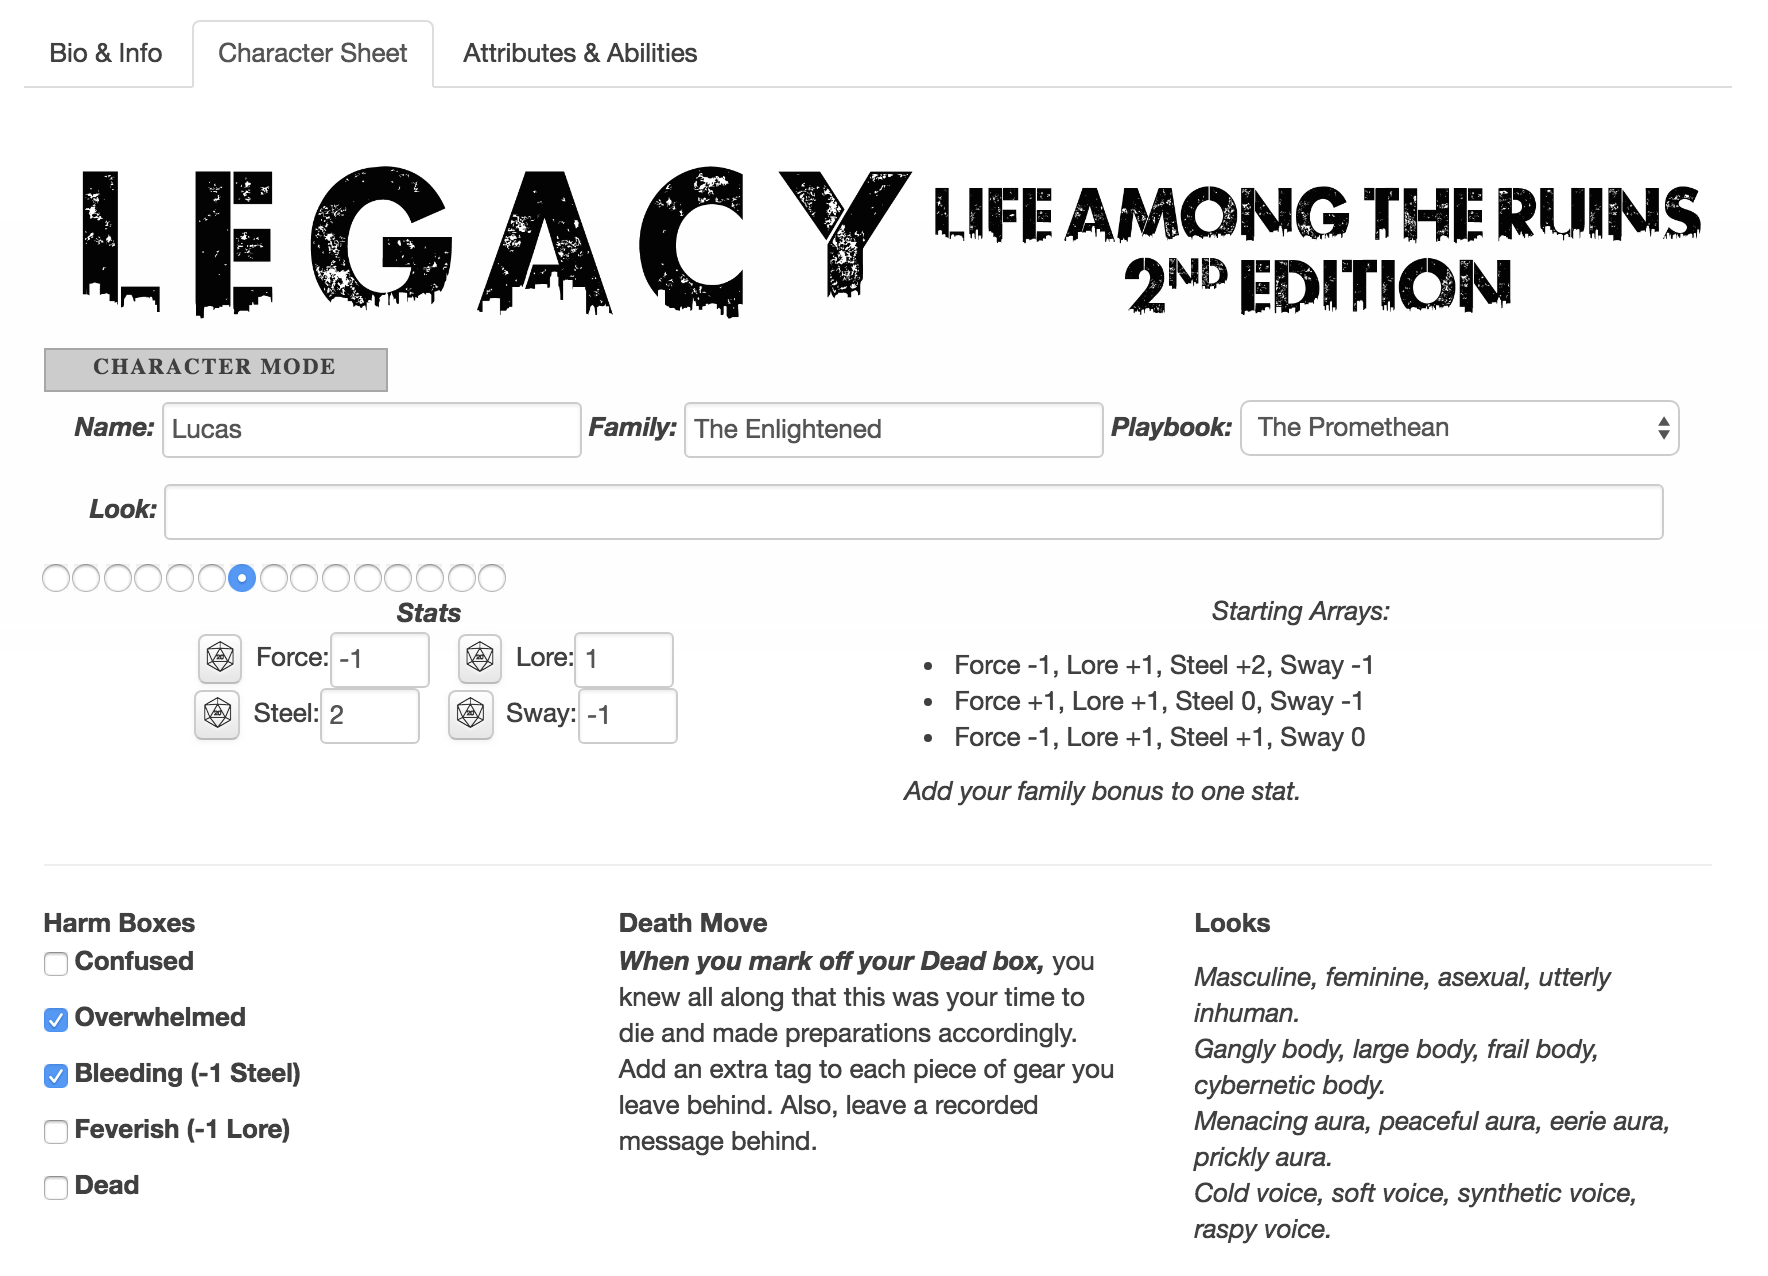 Bio & Info
Character Sheet
Attributes & Abilities
LEGACY LIFE AMONG THE RUINS
2ND EDITION
CHARACTER MODE
Name: Lucas Family: The Enlightened Playbook: The Promethean
Look:
Stats
Force: -1 Lore: 1
Steel: 2 Sway: -1
Starting Arrays:
• Force -1, Lore +1, Steel +2, Sway -1
• Force +1, Lore +1, Steel 0, Sway -1
• Force -1, Lore +1, Steel +1, Sway 0
Add your family bonus to one stat.
Harm Boxes
Confused
Overwhelmed
Bleeding (-1 Steel)
Feverish (-1 Lore)
Dead
Death Move
When you mark off your Dead box, you
knew all along that this was your time to
die and made preparations accordingly.
Add an extra tag to each piece of gear you
leave behind. Also, leave a recorded
message behind.
Looks
Masculine, feminine, asexual, utterly
inhuman.
Gangly body, large body, frail body,
cybernetic body.
Menacing aura, peaceful aura, eerie aura,
prickly aura.
Cold voice, soft voice, synthetic voice,
raspy voice.